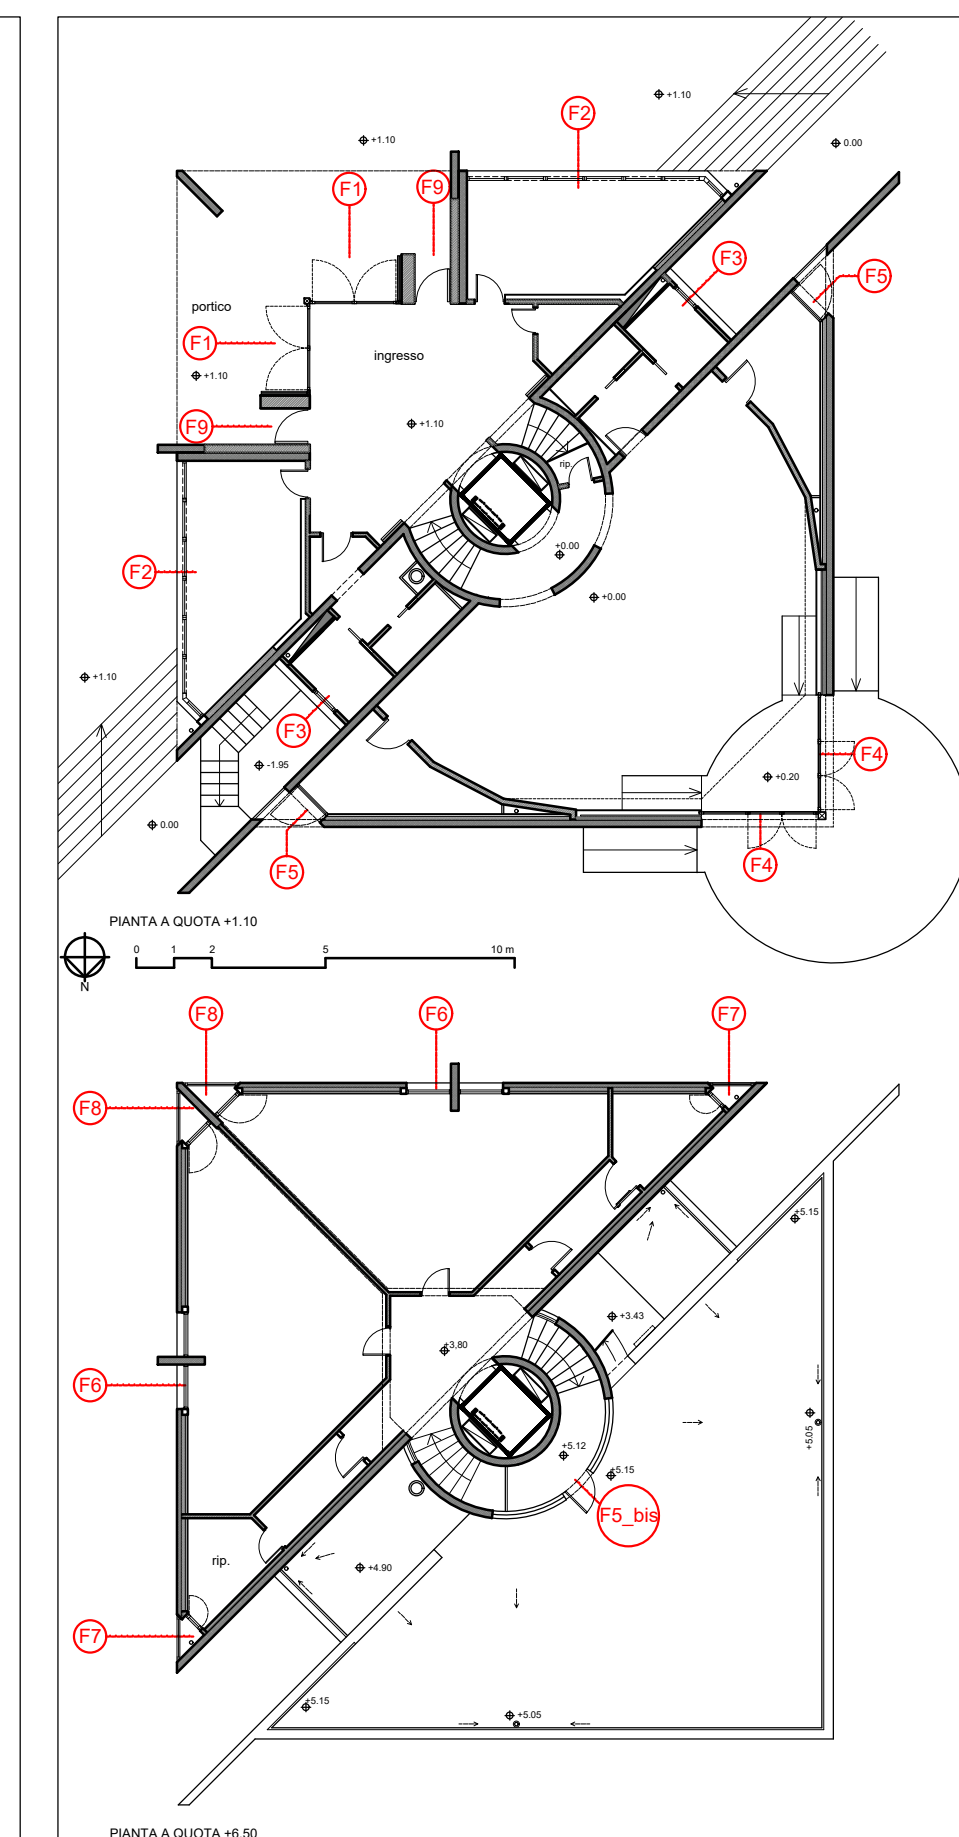 +1.10
F2
+1.10
0.00
F1
F9
F3
F5
portico
F1
ingresso
+1.10
F9
+1.10
rip.
+0.00
F2
+0.00
+1.10
F3
-1.95
F4
+0.20
0.00
F5
F4
PIANTA A QUOTA +1.10
0 1 2 5 10 m
N
F8
F6
F7
F8
+5.15
+3.43
+3,80
F6
+5.05
+5.12
+5.15
F5_bis
rip.
+4.90
F7
+5.15
+5.05
PIANTA A QUOTA +6.50